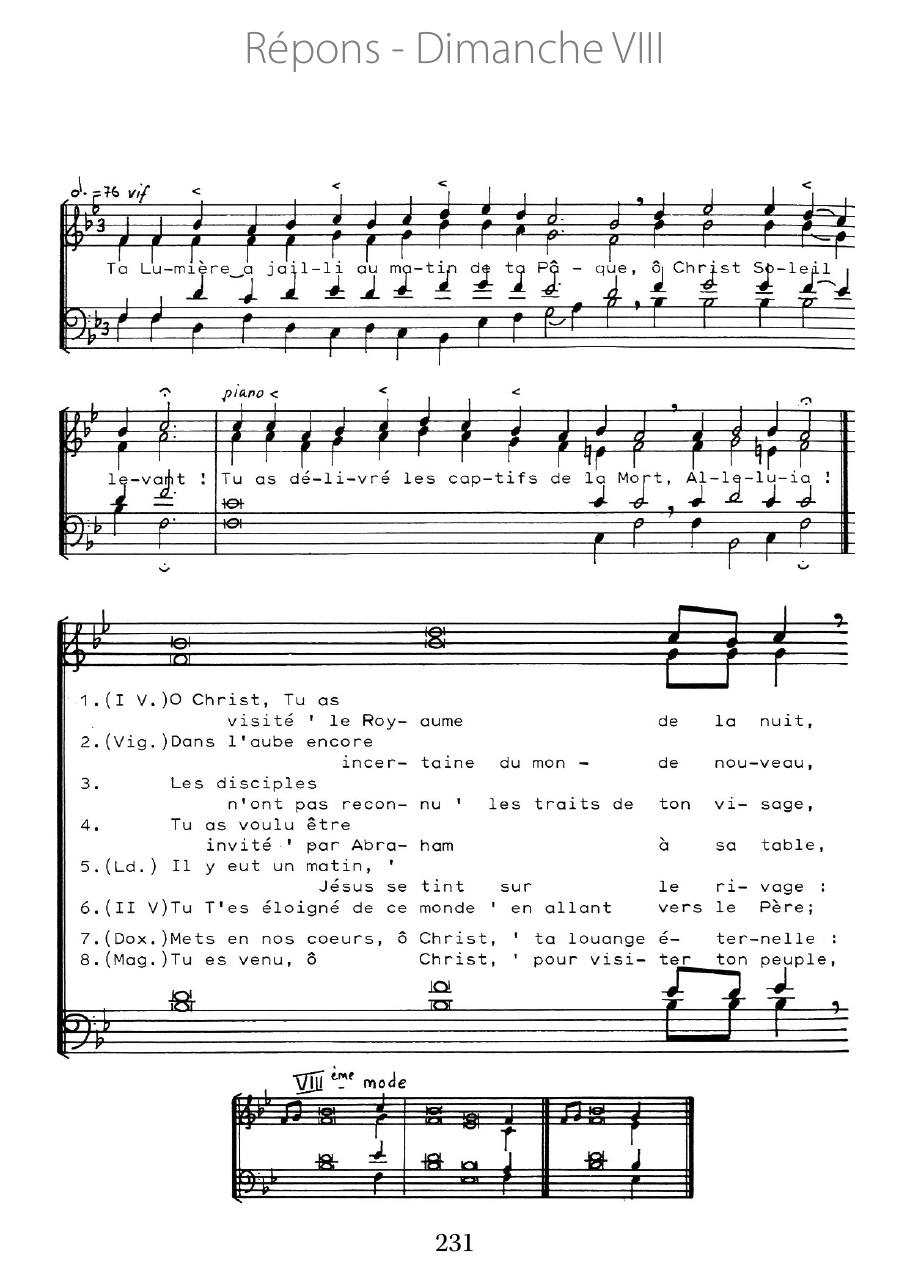 Répons - Dimanche VIII
𝅗𝅥. =76 vif
3
Ta Lu-mière a jail-li au ma-tin de ta Pâ - que, ô Christ So-leil
3
piano
le-vant ! Tu as dé-li-vré les cap-tifs de la Mort, Al-le-lu-ia !
1.(I V.)O Christ, Tu as
visité ' le Roy- aume de la nuit,
2.(Vig.)Dans l'aube encore
incer- taine du mon - de nou-veau,
3. Les disciples
n'ont pas recon- nu ' les traits de ton vi- sage,
4. Tu as voulu être
invité ' par Abra- ham à sa table,
5.(Ld.) Il y eut un matin, '
Jésus se tint sur le ri- vage :
6.(II V)Tu T'es éloigné de ce monde ' en allant vers le Père;
7.(Dox.)Mets en nos coeurs, ô Christ, ' ta louange é- ter-nelle :
8.(Mag.)Tu es venu, ô Christ, ' pour visi- ter ton peuple,
VIII ème mode
231